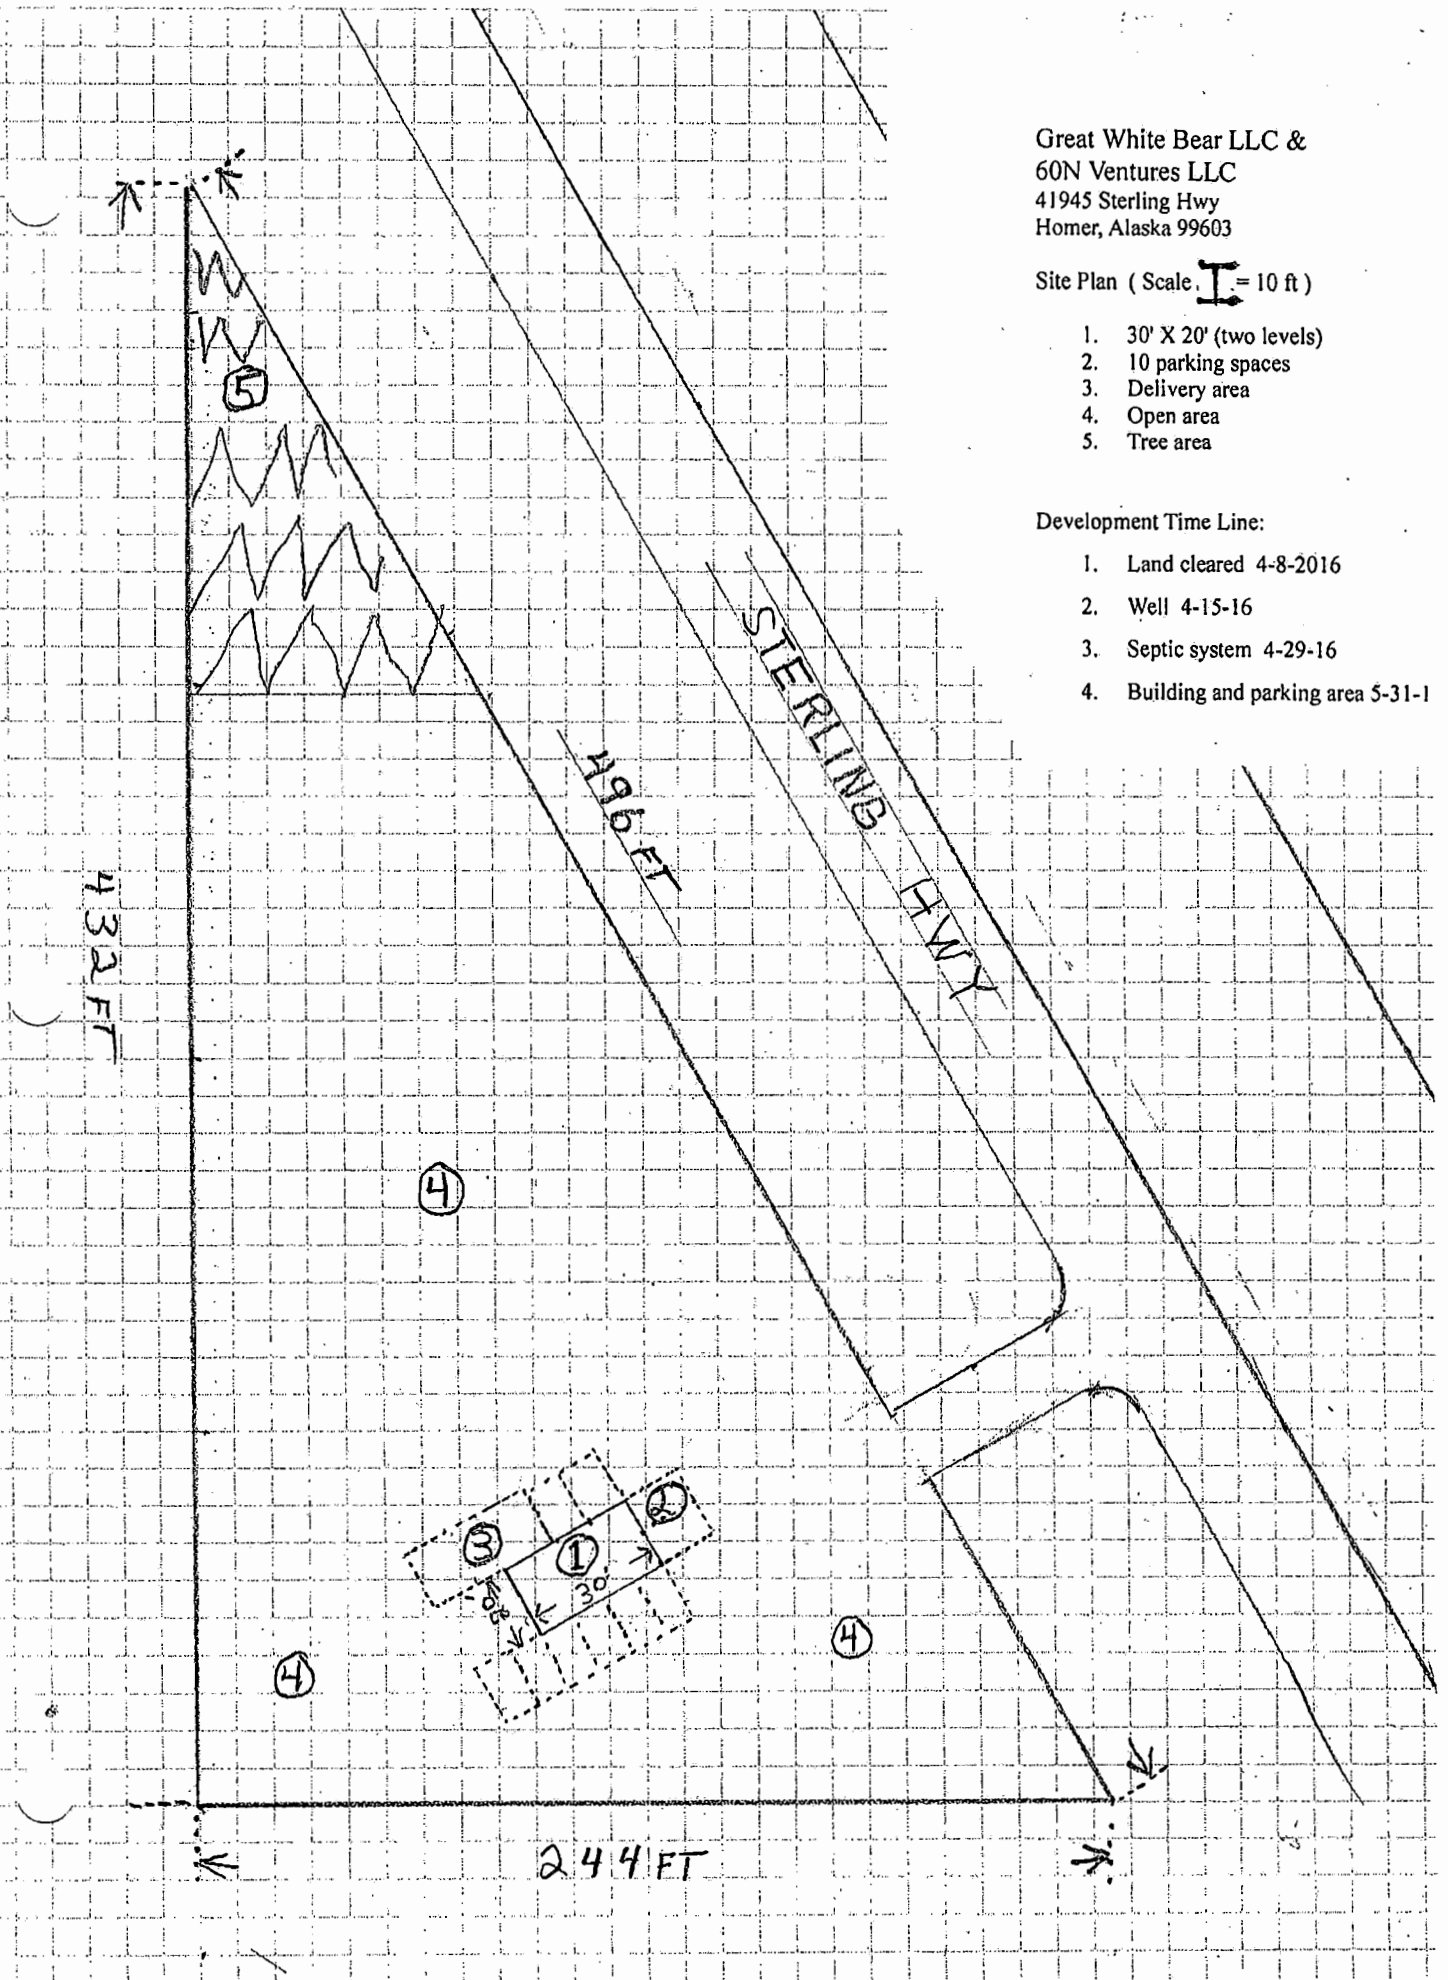 Great White Bear LLC &
60N Ventures LLC
41945 Sterling Hwy
Homer, Alaska 99603
Site Plan ( Scale = 10 ft )
1. 30' X 20' (two levels)
2. 10 parking spaces
3. Delivery area
4. Open area
5. Tree area
Development Time Line:
1. Land cleared 4-8-2016
2. Well 4-15-16
3. Septic system 4-29-16
4. Building and parking area 5-31-1
5
STERLING HWY
496 FT
432 FT
4
2
3
1
30'
20'
4
4
244 FT